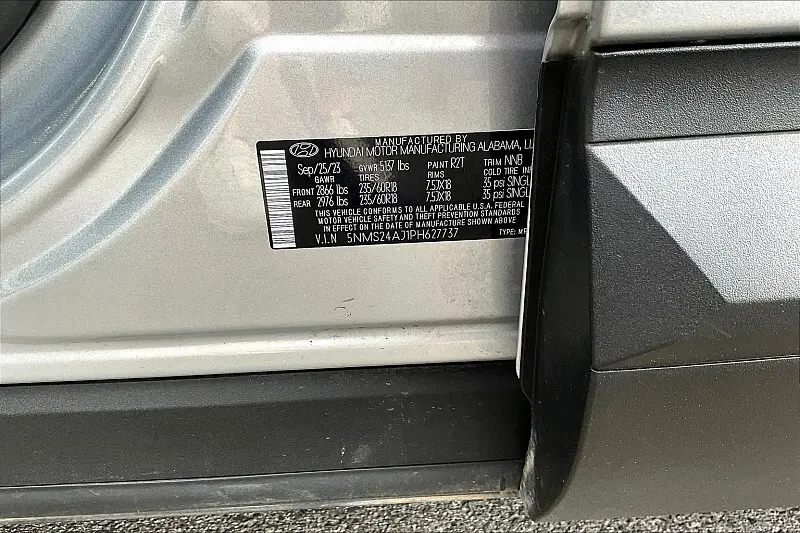 MANUFACTURED BY
HYUNDAI MOTOR MANUFACTURING ALABAMA, LL
Sep/25/23 GVWR 5137 lbs PAINT R2T TRIM NNB
GAWR TIRES RIMS COLD TIRE IN
FRONT 2866 lbs 235/60R18 7.5JX18 35 psi SINGL
REAR 2976 lbs 235/60R18 7.5JX18 35 psi SINGL
THIS VEHICLE CONFORMS TO ALL APPLICABLE U.S.A. FEDERAL
MOTOR VEHICLE SAFETY AND THEFT PREVENTION STANDARDS
IN EFFECT ON THE DATE OF MANUFACTURE SHOWN ABOVE
V.I.N 5NMS24AJ1PH627737 TYPE: MP